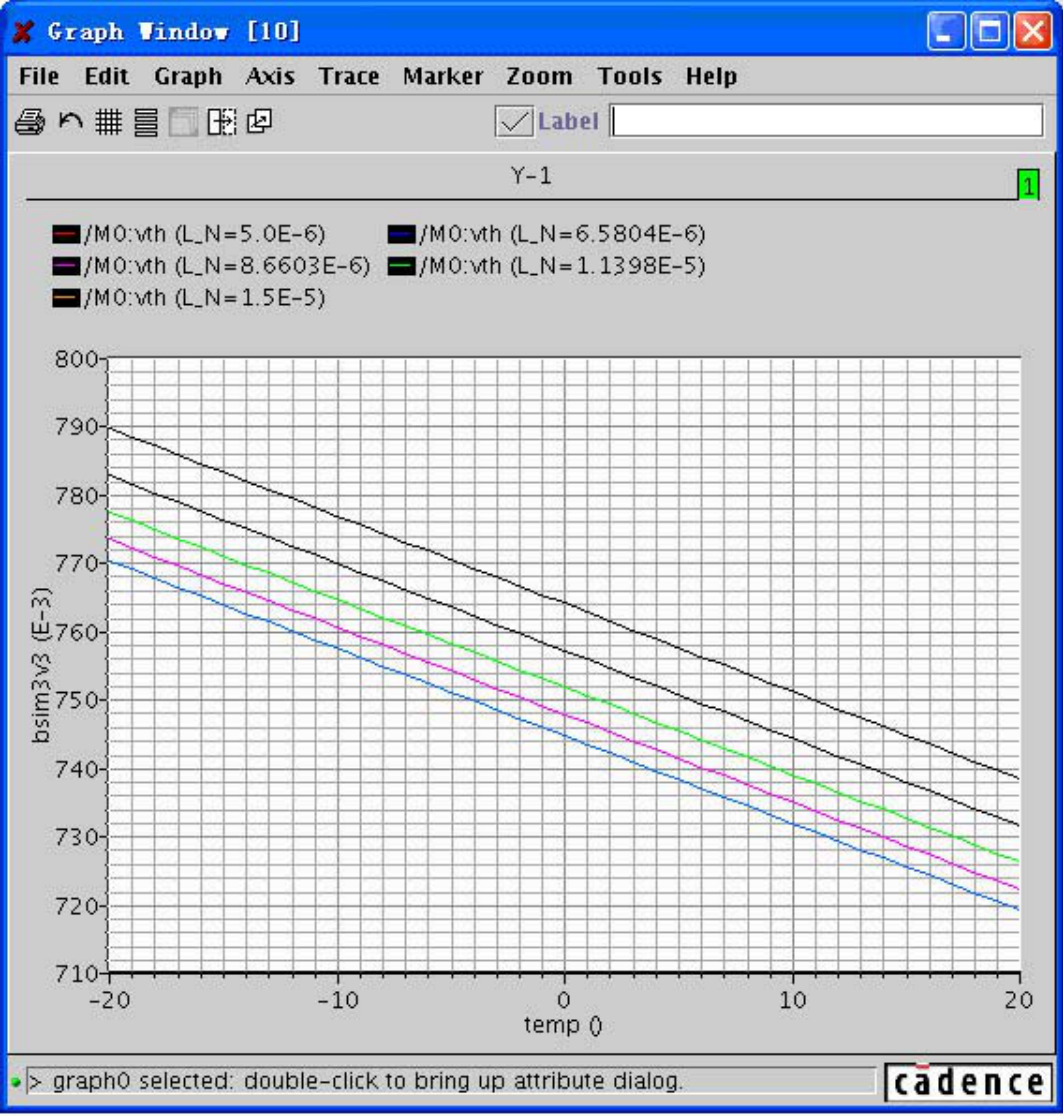 Graph Window [10]
File Edit Graph Axis Trace Marker Zoom Tools Help
Label
Y-1
1
/M0:vth (L_N=5.0E-6) /M0:vth (L_N=6.5804E-6)
/M0:vth (L_N=8.6603E-6) /M0:vth (L_N=1.1398E-5)
/M0:vth (L_N=1.5E-5)
800
790
780
770
760
750
740
730
720
710
bsim3v3 (E-3)
-20 -10 0 10 20
temp ()
> graph0 selected: double-click to bring up attribute dialog.
cādence